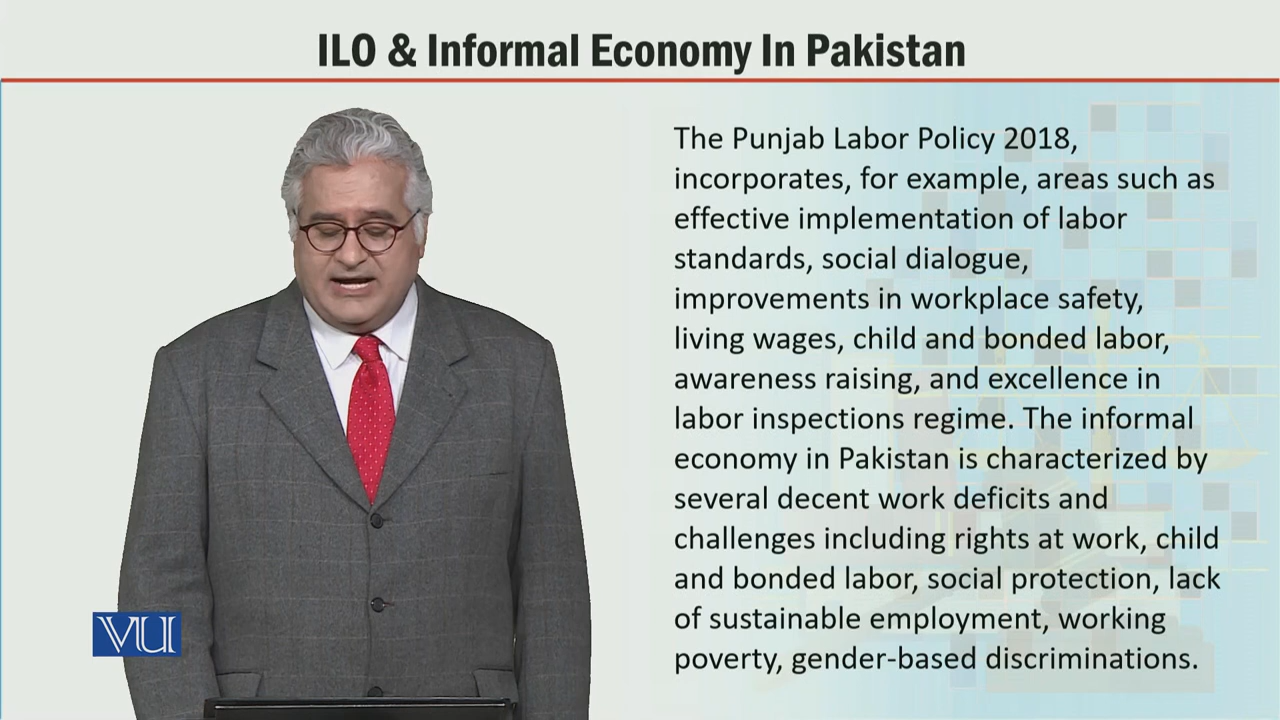 ILO & Informal Economy In Pakistan
The Punjab Labor Policy 2018,
incorporates, for example, areas such as
effective implementation of labor
standards, social dialogue,
improvements in workplace safety,
living wages, child and bonded labor,
awareness raising, and excellence in
labor inspections regime. The informal
economy in Pakistan is characterized by
several decent work deficits and
challenges including rights at work, child
and bonded labor, social protection, lack
of sustainable employment, working
poverty, gender-based discriminations.
VU